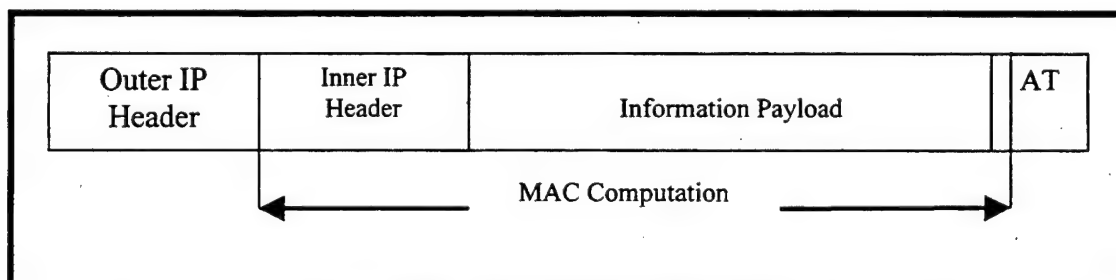 Outer IP
Header
Inner IP
Header
Information Payload
AT
MAC Computation